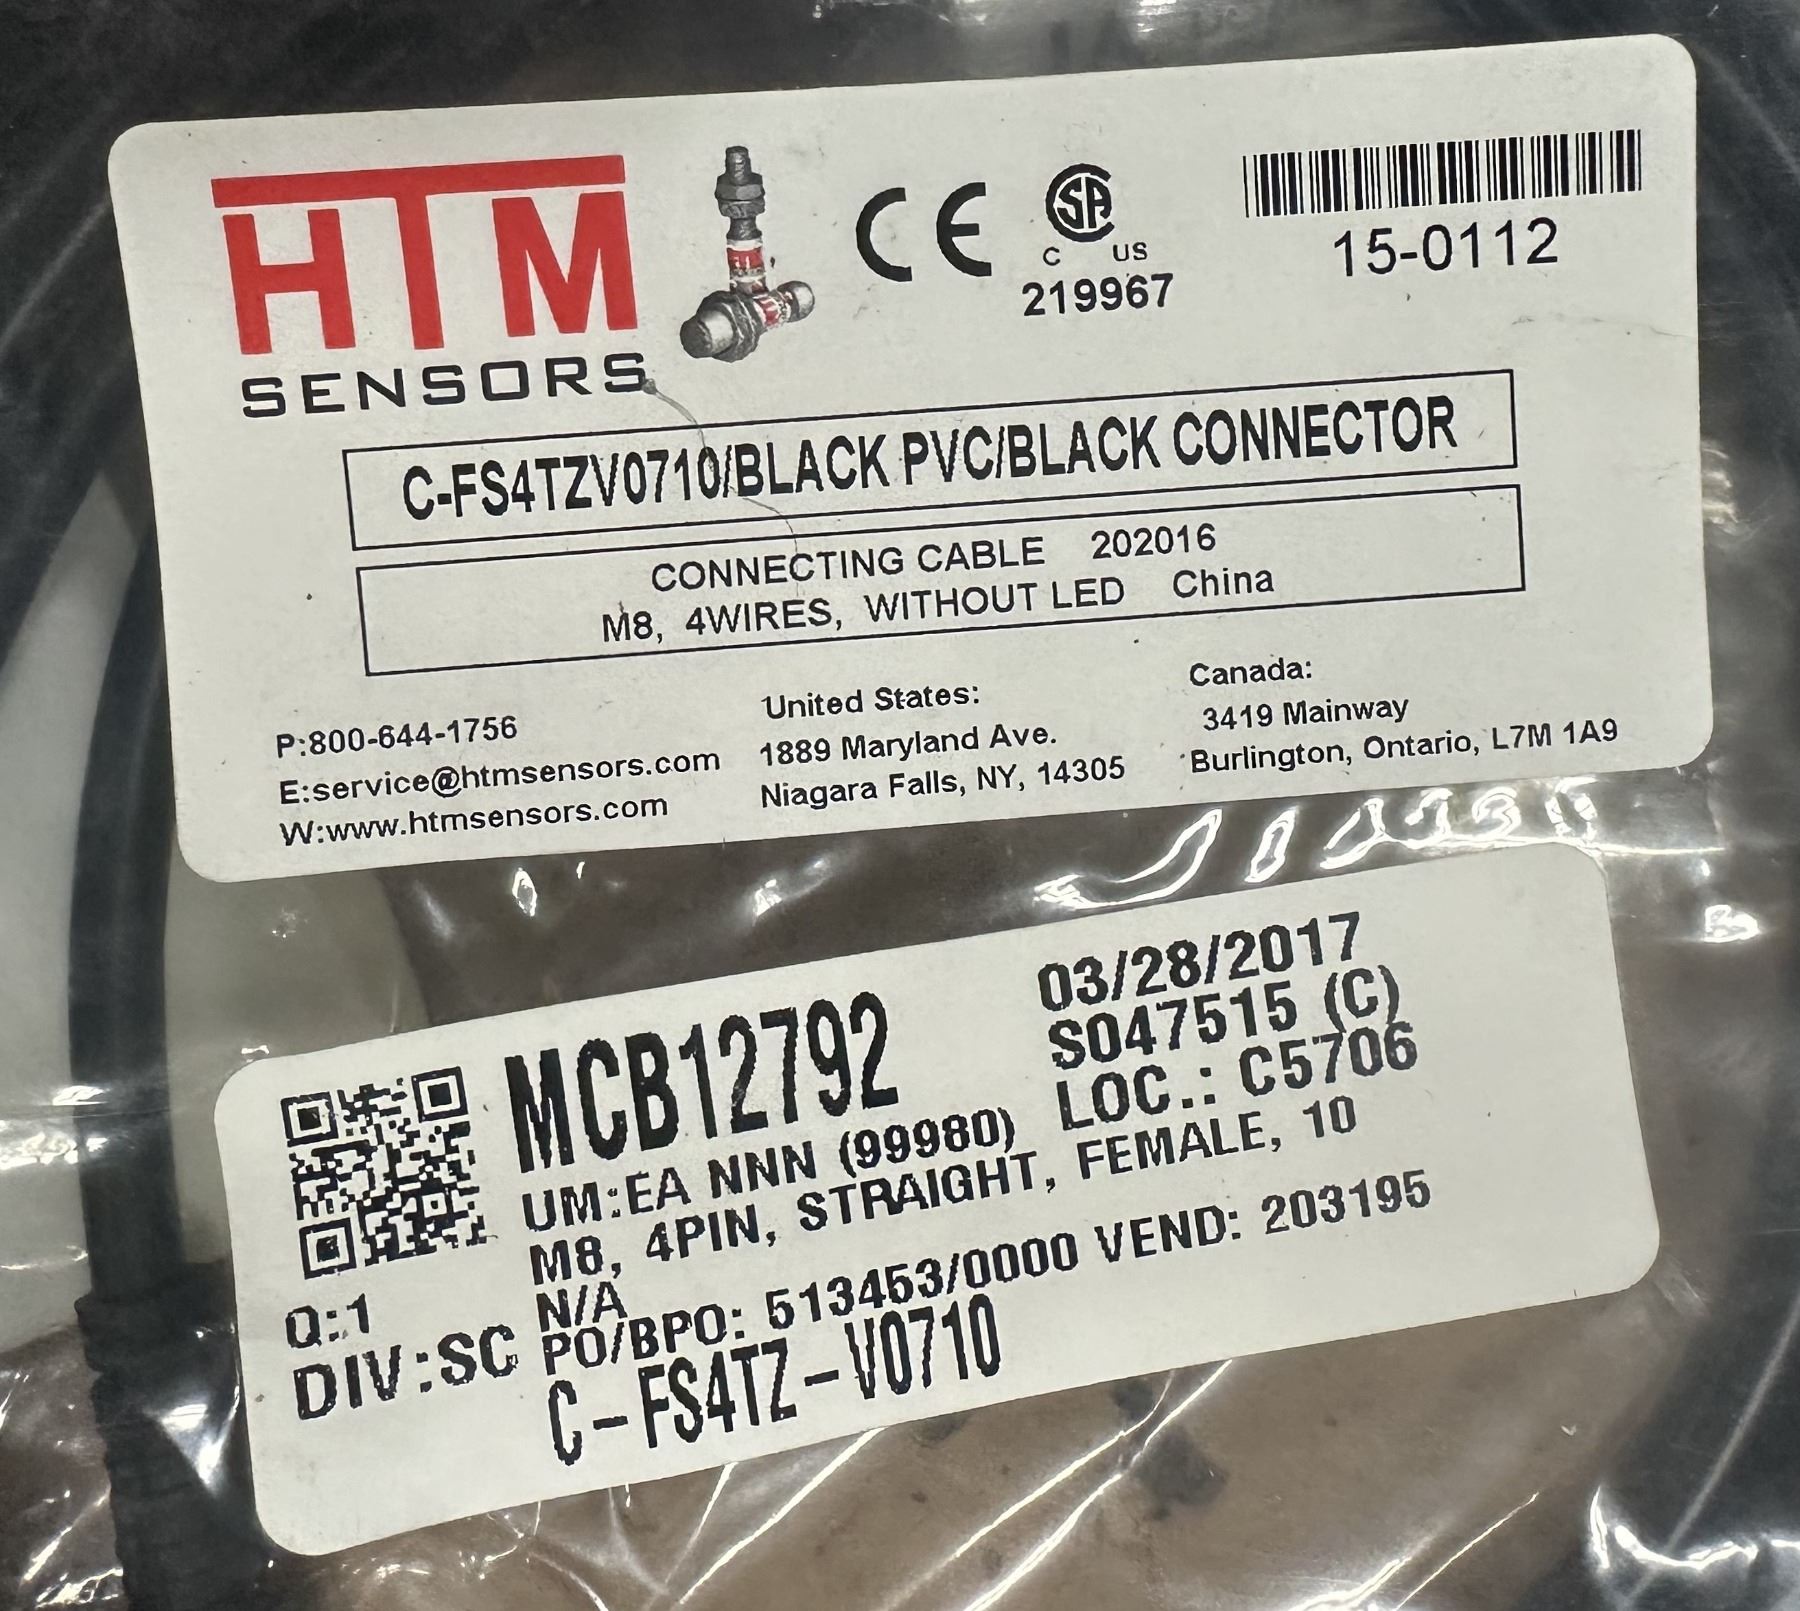 HTM
SENSORS
CE
C US
219967
15-0112
C-FS4TZV0710/BLACK PVC/BLACK CONNECTOR
CONNECTING CABLE 202016
M8, 4WIRES, WITHOUT LED China
P:800-644-1756
E:service@htmsensors.com
W:www.htmsensors.com
United States:
1889 Maryland Ave.
Niagara Falls, NY, 14305
Canada:
3419 Mainway
Burlington, Ontario, L7M 1A9
MCB12792
03/28/2017
S047515 (C)
LOC.: C5706
UM:EA NNN (99980)
M8, 4PIN, STRAIGHT, FEMALE, 10
N/A
Q:1
DIV:SC
PO/BPO: 513453/0000 VEND: 203195
C-FS4TZ-V0710